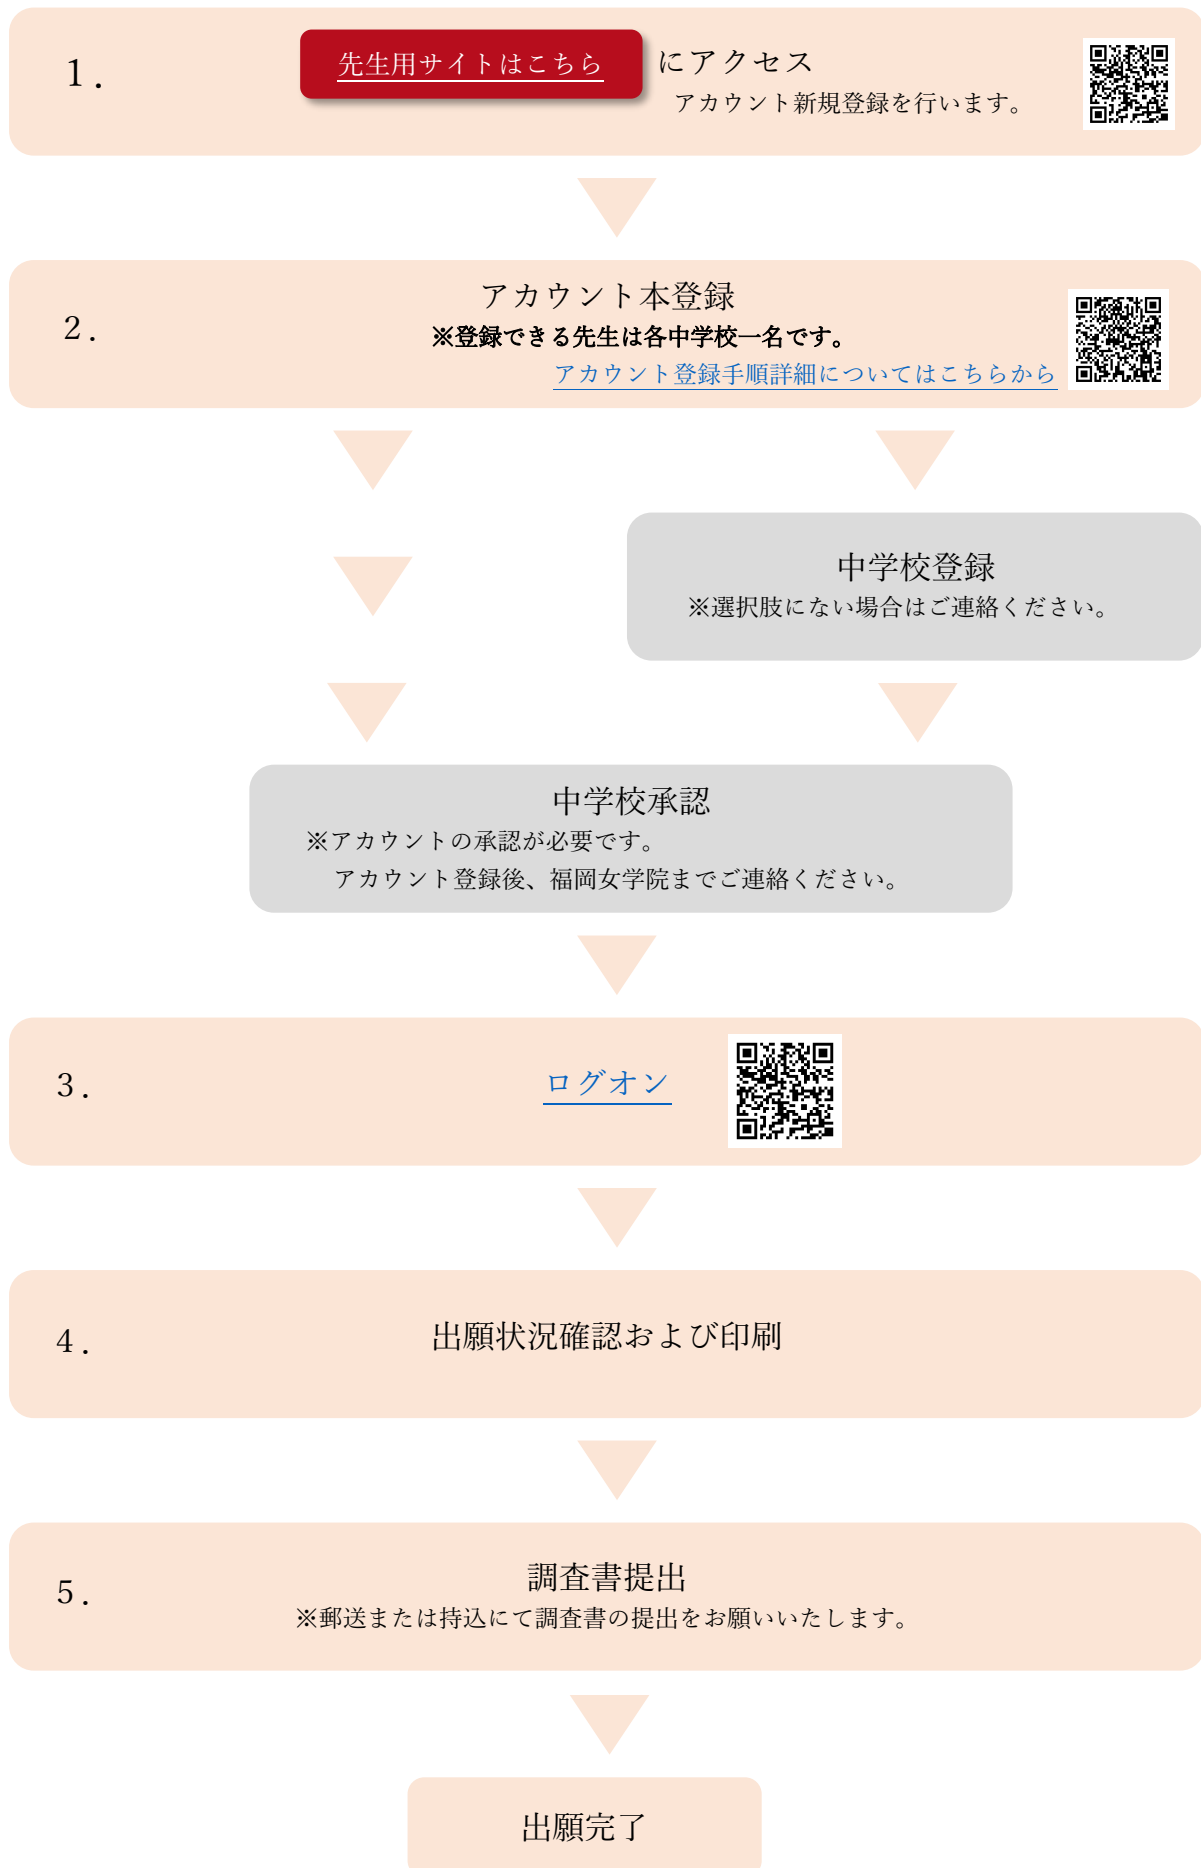 1.
先生用サイトはこちら にアクセス
アカウント新規登録を行います。
2.
アカウント本登録
※登録できる先生は各中学校一名です。
アカウント登録手順詳細についてはこちらから
中学校登録
※選択肢にない場合はご連絡ください。
中学校承認
※アカウントの承認が必要です。
アカウント登録後、福岡女学院までご連絡ください。
3.
ログオン
4.
出願状況確認および印刷
5.
調査書提出
※郵送または持込にて調査書の提出をお願いいたします。
出願完了